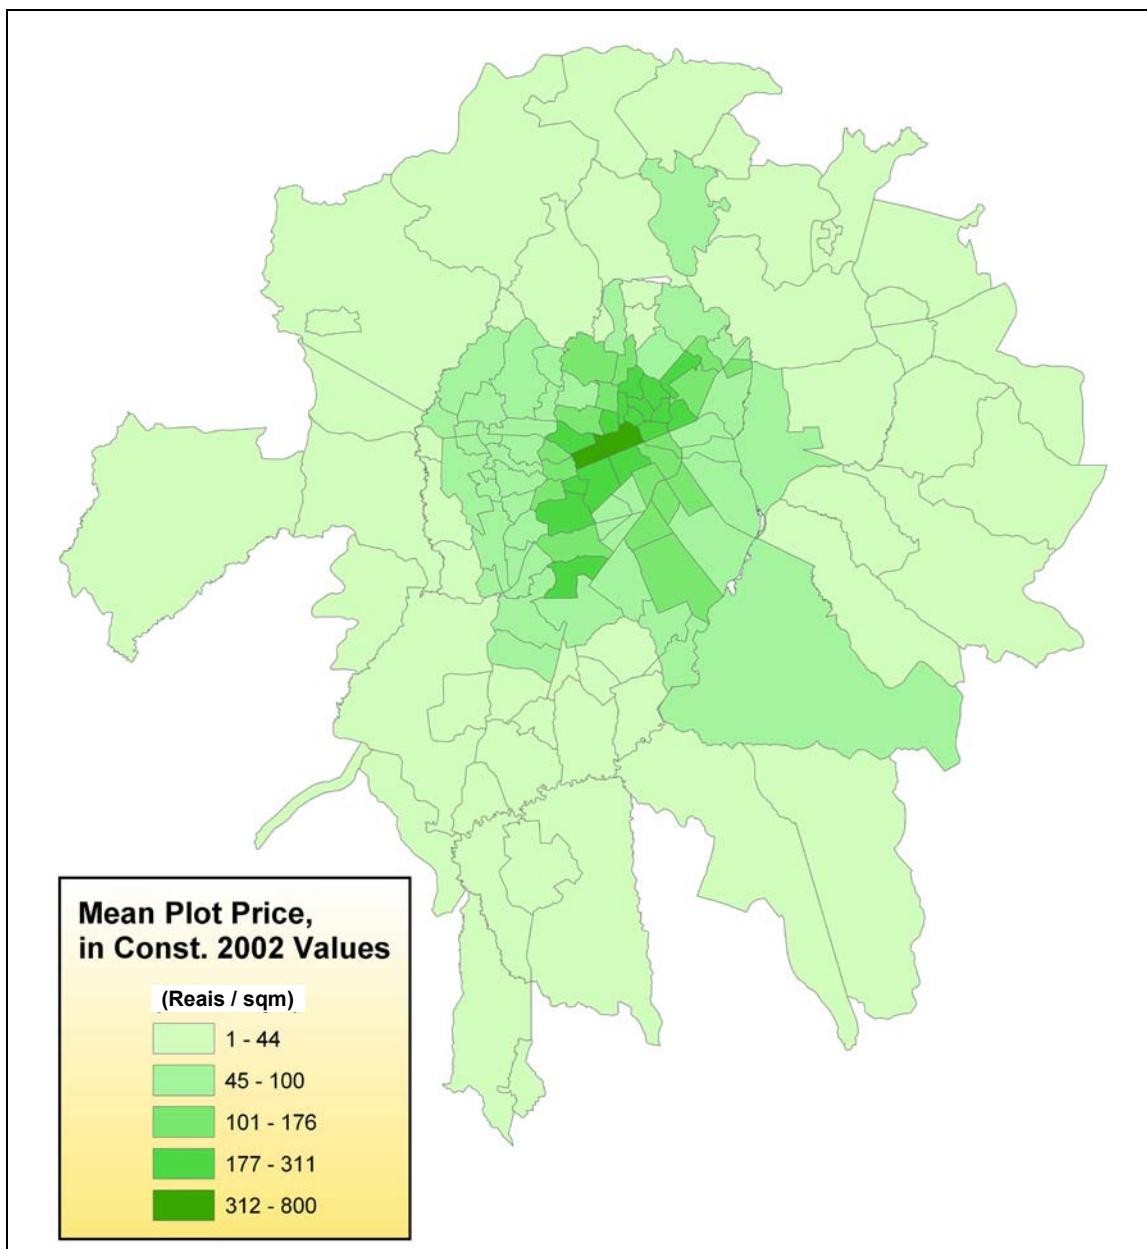 Mean Plot Price,
in Const. 2002 Values
(Reais / sqm)
1 - 44
45 - 100
101 - 176
177 - 311
312 - 800